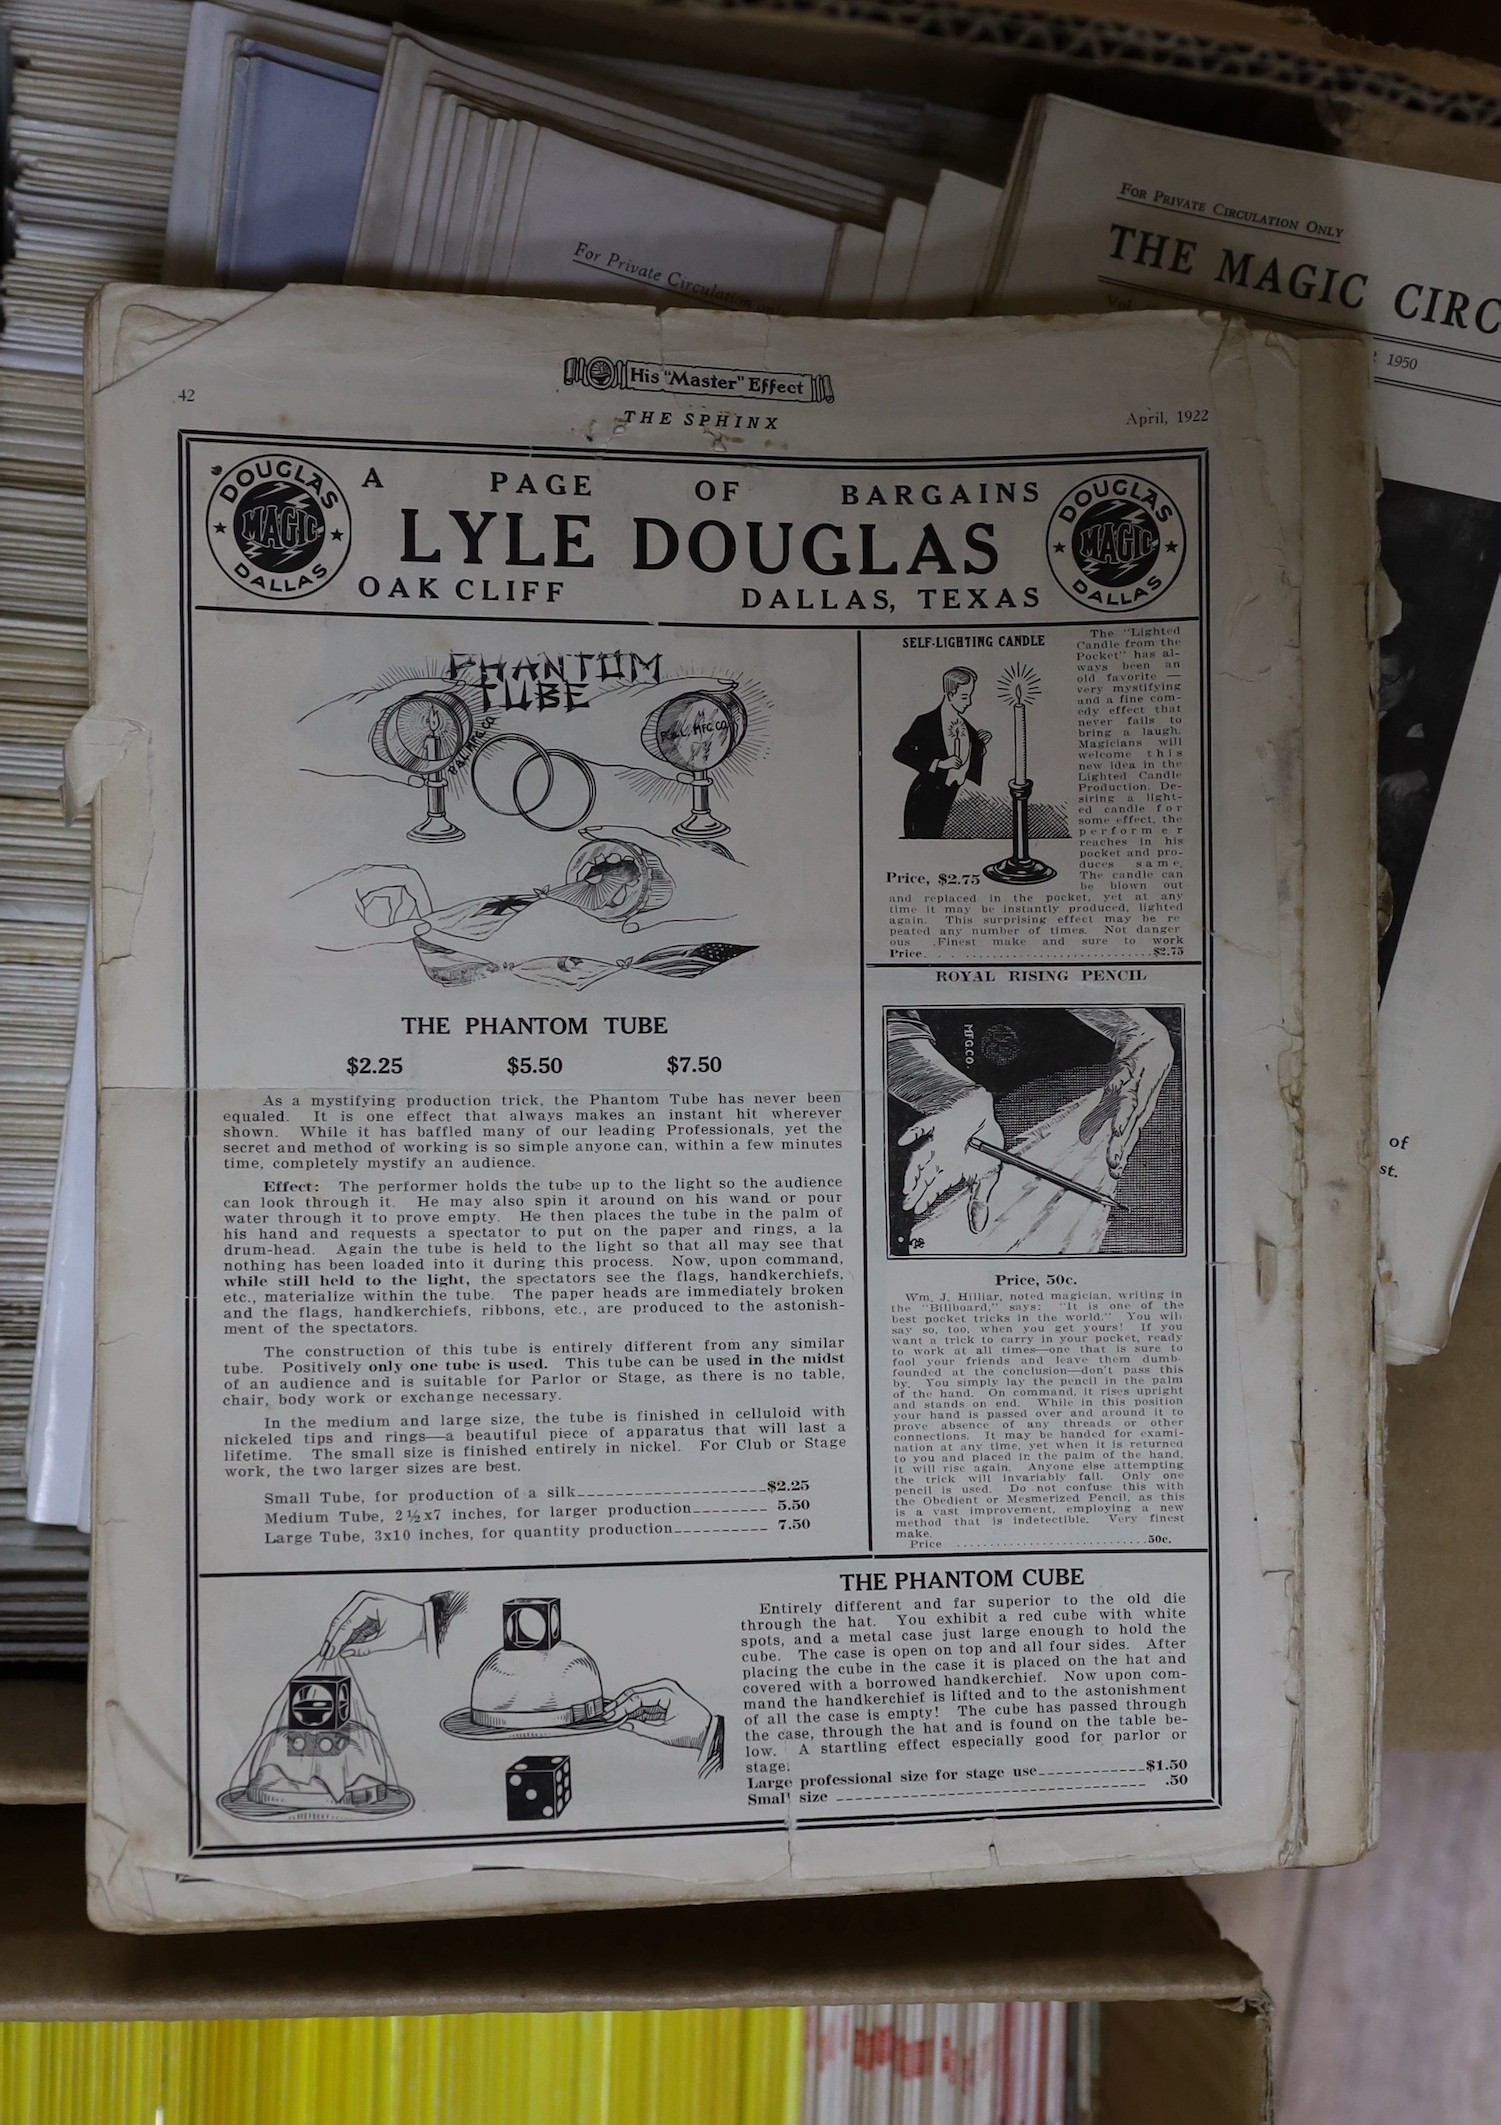 For Private Circulation only
FOR PRIVATE CIRCULATION ONLY
THE MAGIC CIRC
Vol.
1950
of
st.
His "Master" Effect
42
THE SPHINX
April, 1922
DOUGLAS
MAGIC
DALLAS
A PAGE OF BARGAINS
LYLE DOUGLAS
OAK CLIFF
DALLAS, TEXAS
DOUGLAS
MAGIC
DALLAS
PHANTOM
TUBE
P.&L. MFG. CO.
P.&L. MFG. CO.
THE PHANTOM TUBE
$2.25 $5.50 $7.50
As a mystifying production trick, the Phantom Tube has never been
equaled. It is one effect that always makes an instant hit wherever
shown. While it has baffled many of our leading Professionals, yet the
secret and method of working is so simple anyone can, within a few minutes
time, completely mystify an audience.
Effect: The performer holds the tube up to the light so the audience
can look through it. He may also spin it around on his wand or pour
water through it to prove empty. He then places the tube in the palm of
his hand and requests a spectator to put on the paper and rings, a la
drum-head. Again the tube is held to the light so that all may see that
nothing has been loaded into it during this process. Now, upon command,
while still held to the light, the spectators see the flags, handkerchiefs,
etc., materialize within the tube. The paper heads are immediately broken
and the flags, handkerchiefs, ribbons, etc., are produced to the astonish-
ment of the spectators.
The construction of this tube is entirely different from any similar
tube. Positively only one tube is used. This tube can be used in the midst
of an audience and is suitable for Parlor or Stage, as there is no table,
chair, body work or exchange necessary.
In the medium and large size, the tube is finished in celluloid with
nickeled tips and rings—a beautiful piece of apparatus that will last a
lifetime. The small size is finished entirely in nickel. For Club or Stage
work, the two larger sizes are best.
Small Tube, for production of a silk $2.25
Medium Tube, 2½x7 inches, for larger production 5.50
Large Tube, 3x10 inches, for quantity production 7.50
SELF-LIGHTING CANDLE
The "Lighted
Candle from the
Pocket" has al-
ways been an
old favorite —
very mystifying
and a fine com-
edy effect that
never fails to
bring a laugh.
Magicians will
welcome this
new idea in the
Lighted Candle
Production. De-
siring a light-
ed candle for
some effect, the
performer
reaches in his
pocket and pro-
duces same.
The candle can
be blown out
Price, $2.75
and replaced in the pocket, yet at any
time it may be instantly produced, lighted
again. This surprising effect may be re
peated any number of times. Not danger
ous .Finest make and sure to work
Price $2.75
ROYAL RISING PENCIL
MFG.CO.
Price, 50c.
Wm. J. Hilliar, noted magician, writing in
the "Billboard," says: "It is one of the
best pocket tricks in the world." You will
say so, too, when you get yours! If you
want a trick to carry in your pocket, ready
to work at all times—one that is sure to
fool your friends and leave them dumb-
founded at the conclusion—don't pass this
by. You simply lay the pencil in the palm
of the hand. On command, it rises upright
and stands on end. While in this position
your hand is passed over and around it to
prove absence of any threads or other
connections. It may be handed for exami-
nation at any time, yet when it is returned
to you and placed in the palm of the hand,
it will rise again. Anyone else attempting
the trick will invariably fail. Only one
pencil is used. Do not confuse this with
the Obedient or Mesmerized Pencil, as this
is a vast improvement, employing a new
method that is indetectible. Very finest
make.
Price 50c.
THE PHANTOM CUBE
Entirely different and far superior to the old die
through the hat. You exhibit a red cube with white
spots, and a metal case just large enough to hold the
cube. The case is open on top and all four sides. After
placing the cube in the case it is placed on the hat and
covered with a borrowed handkerchief. Now upon com-
mand the handkerchief is lifted and to the astonishment
of all the case is empty! The cube has passed through
the case, through the hat and is found on the table be-
low. A startling effect especially good for parlor or
stage.
Large professional size for stage use $1.50
Small size .50